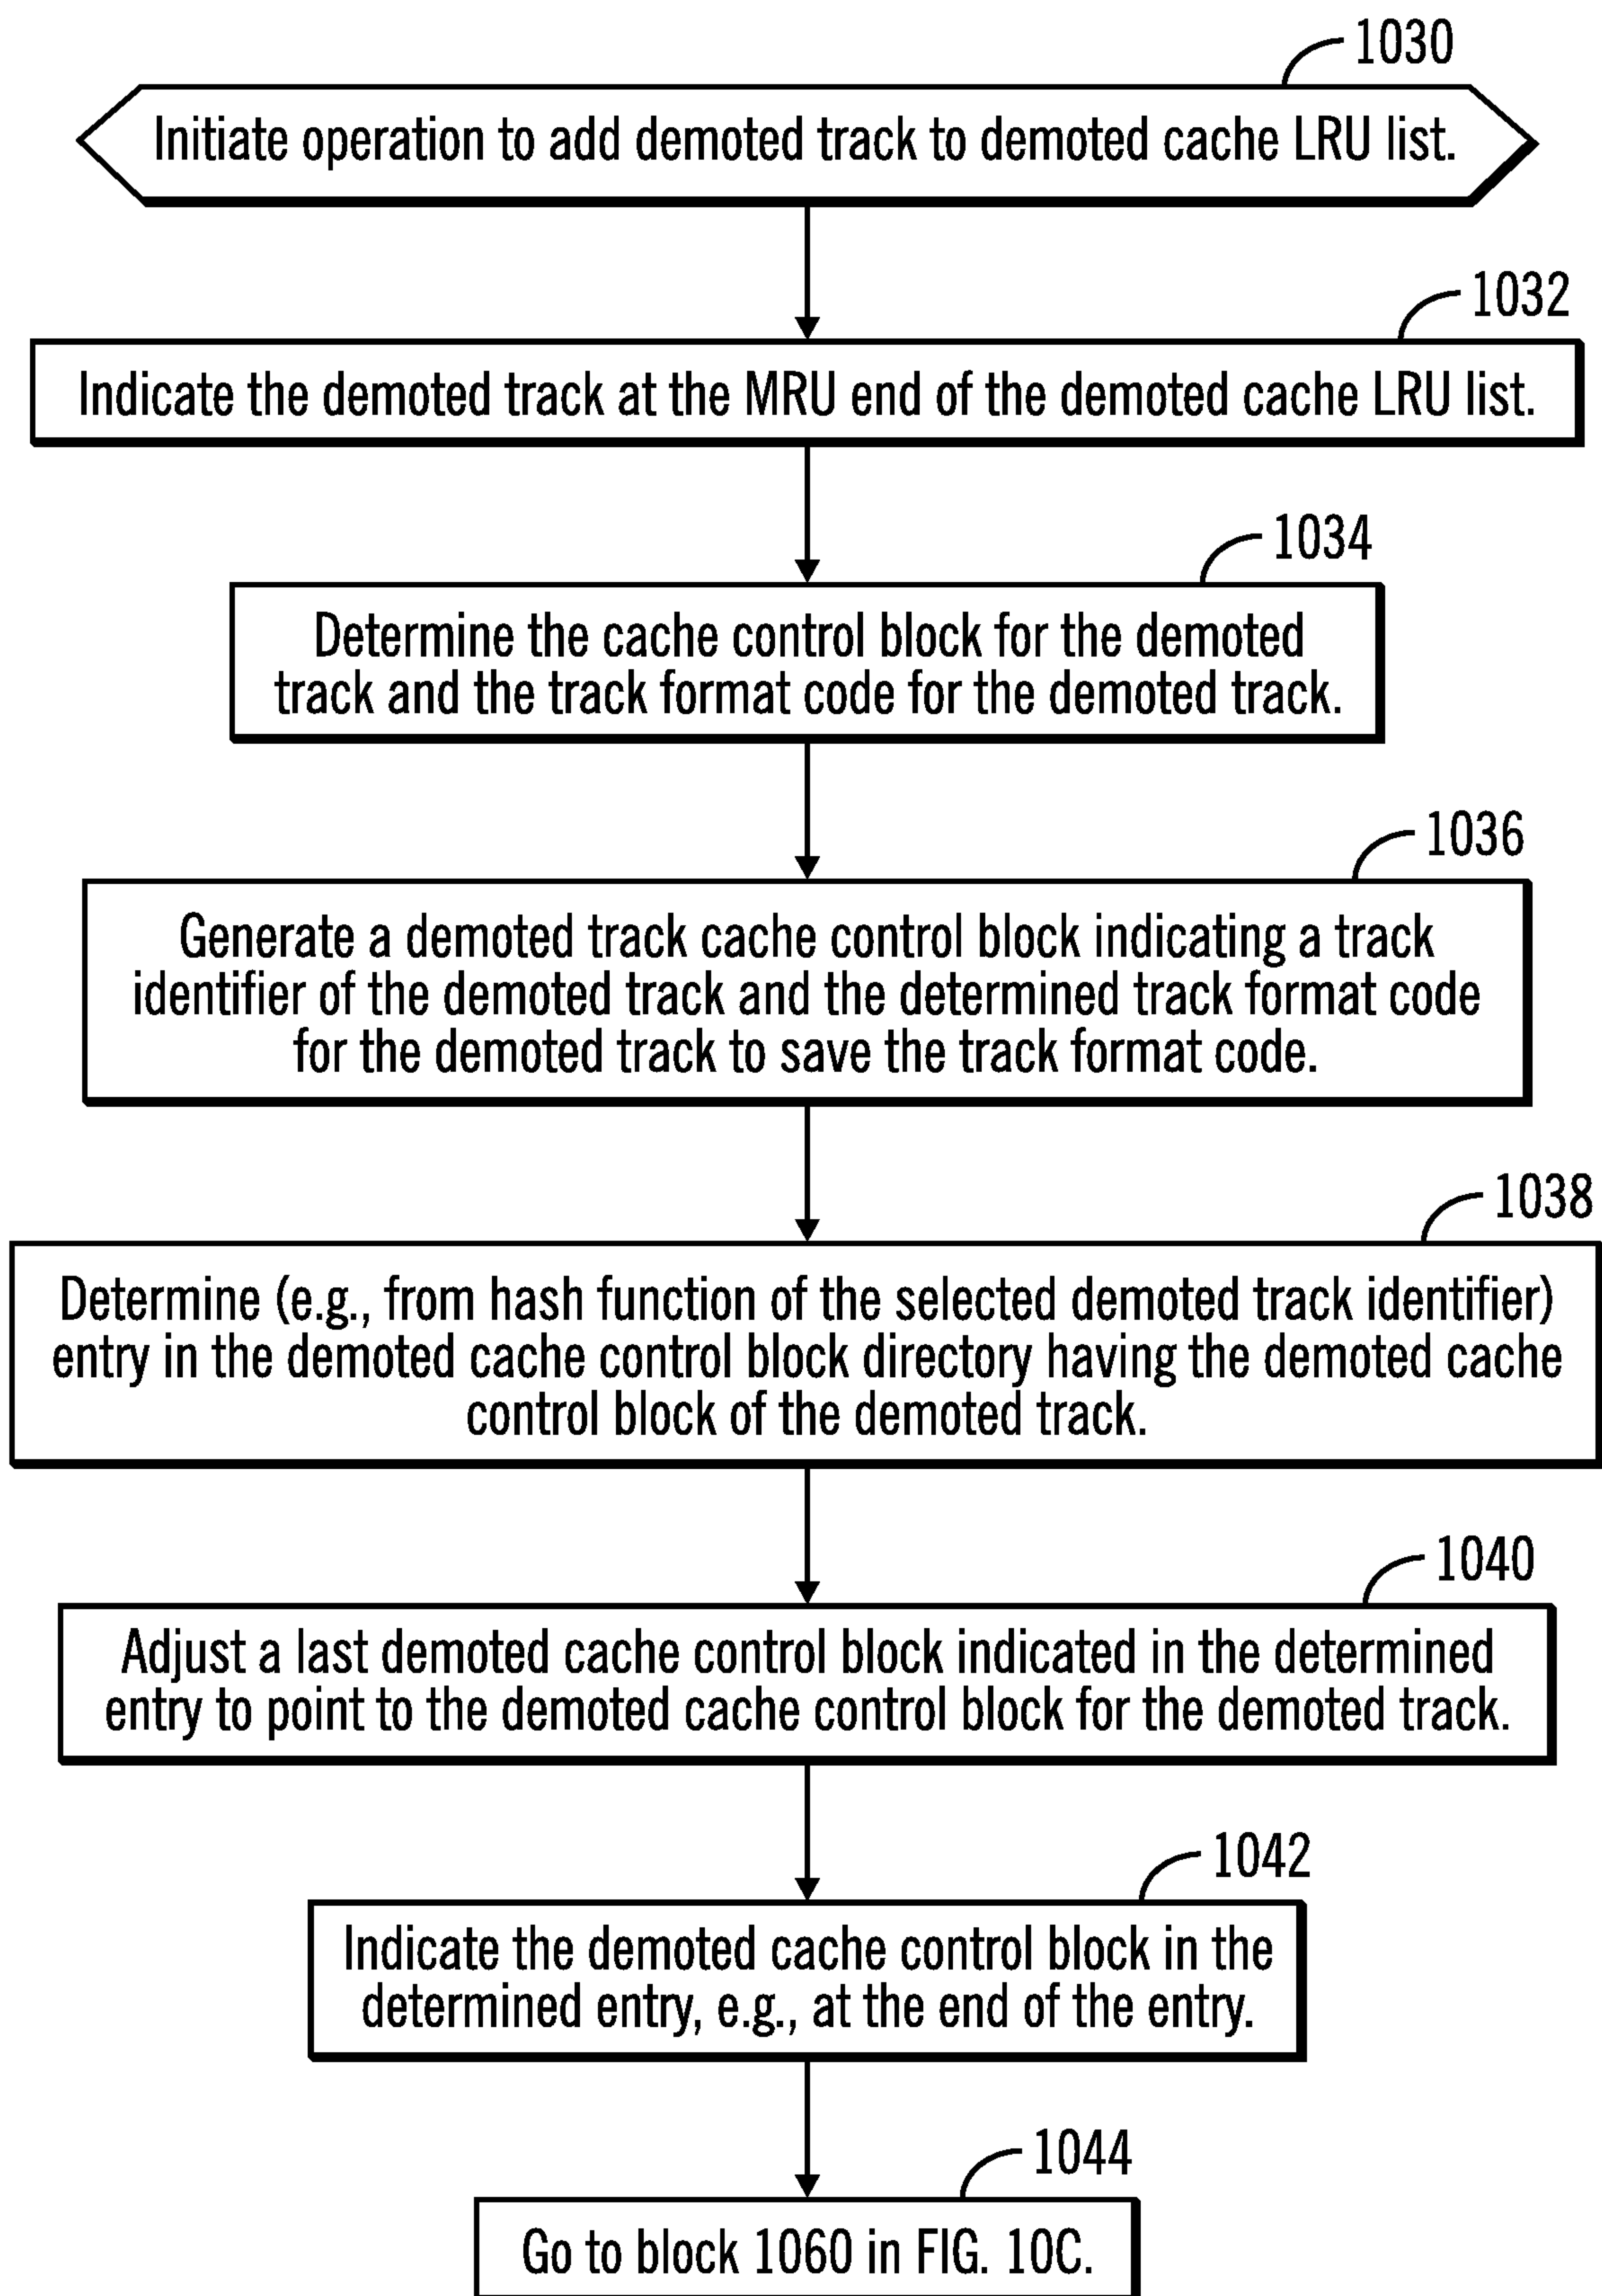 1030
Initiate operation to add demoted track to demoted cache LRU list.
1032
Indicate the demoted track at the MRU end of the demoted cache LRU list.
1034
Determine the cache control block for the demoted
track and the track format code for the demoted track.
1036
Generate a demoted track cache control block indicating a track
identifier of the demoted track and the determined track format code
for the demoted track to save the track format code.
1038
Determine (e.g., from hash function of the selected demoted track identifier)
entry in the demoted cache control block directory having the demoted cache
control block of the demoted track.
1040
Adjust a last demoted cache control block indicated in the determined
entry to point to the demoted cache control block for the demoted track.
1042
Indicate the demoted cache control block in the
determined entry, e.g., at the end of the entry.
1044
Go to block 1060 in FIG. 10C.